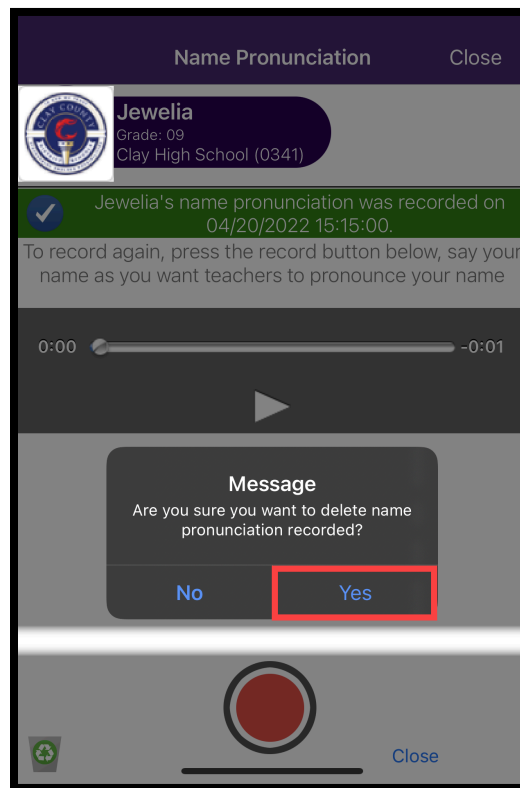 Name Pronunciation Close
CLAY COUNTY
Jewelia
Grade: 09
Clay High School (0341)
Jewelia's name pronunciation was recorded on
04/20/2022 15:15:00.
To record again, press the record button below, say your
name as you want teachers to pronounce your name
0:00 -0:01
Message
Are you sure you want to delete name
pronunciation recorded?
No Yes
Close